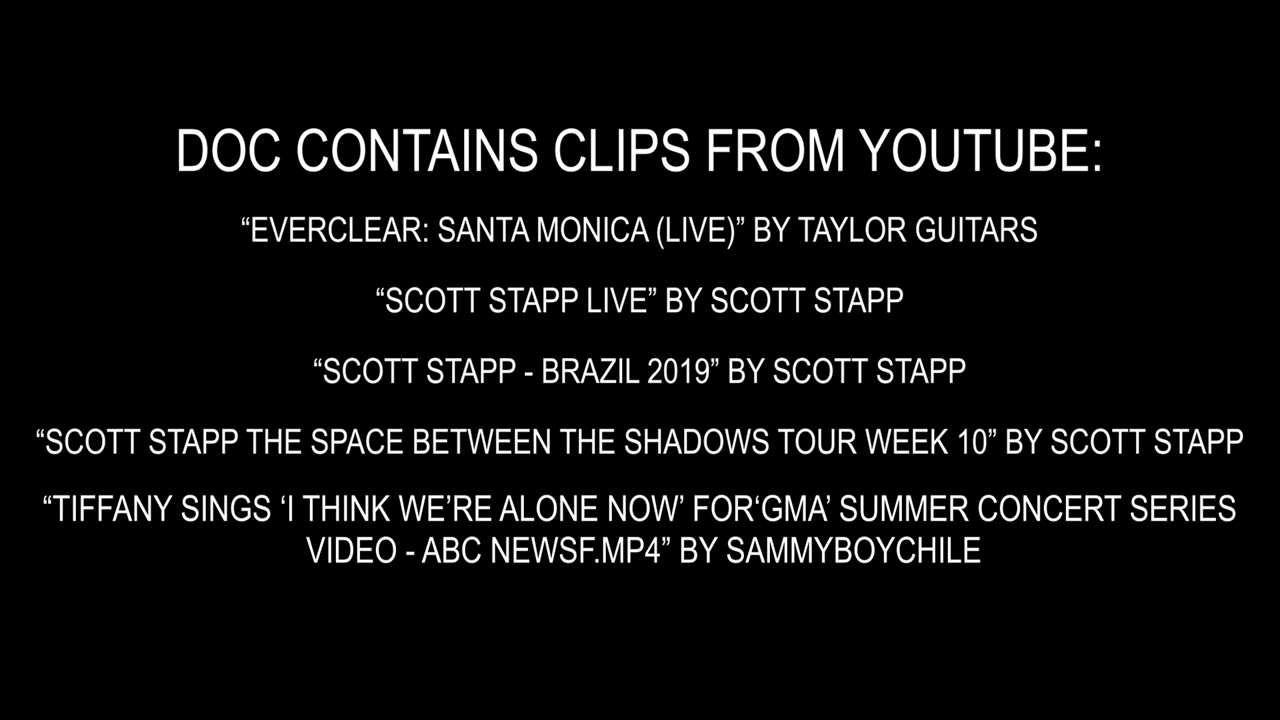 DOC CONTAINS CLIPS FROM YOUTUBE:
“EVERCLEAR: SANTA MONICA (LIVE)” BY TAYLOR GUITARS
“SCOTT STAPP LIVE” BY SCOTT STAPP
“SCOTT STAPP - BRAZIL 2019” BY SCOTT STAPP
“SCOTT STAPP THE SPACE BETWEEN THE SHADOWS TOUR WEEK 10” BY SCOTT STAPP
“TIFFANY SINGS ‘I THINK WE’RE ALONE NOW’ FOR‘GMA’ SUMMER CONCERT SERIES
VIDEO - ABC NEWSF.MP4” BY SAMMYBOYCHILE